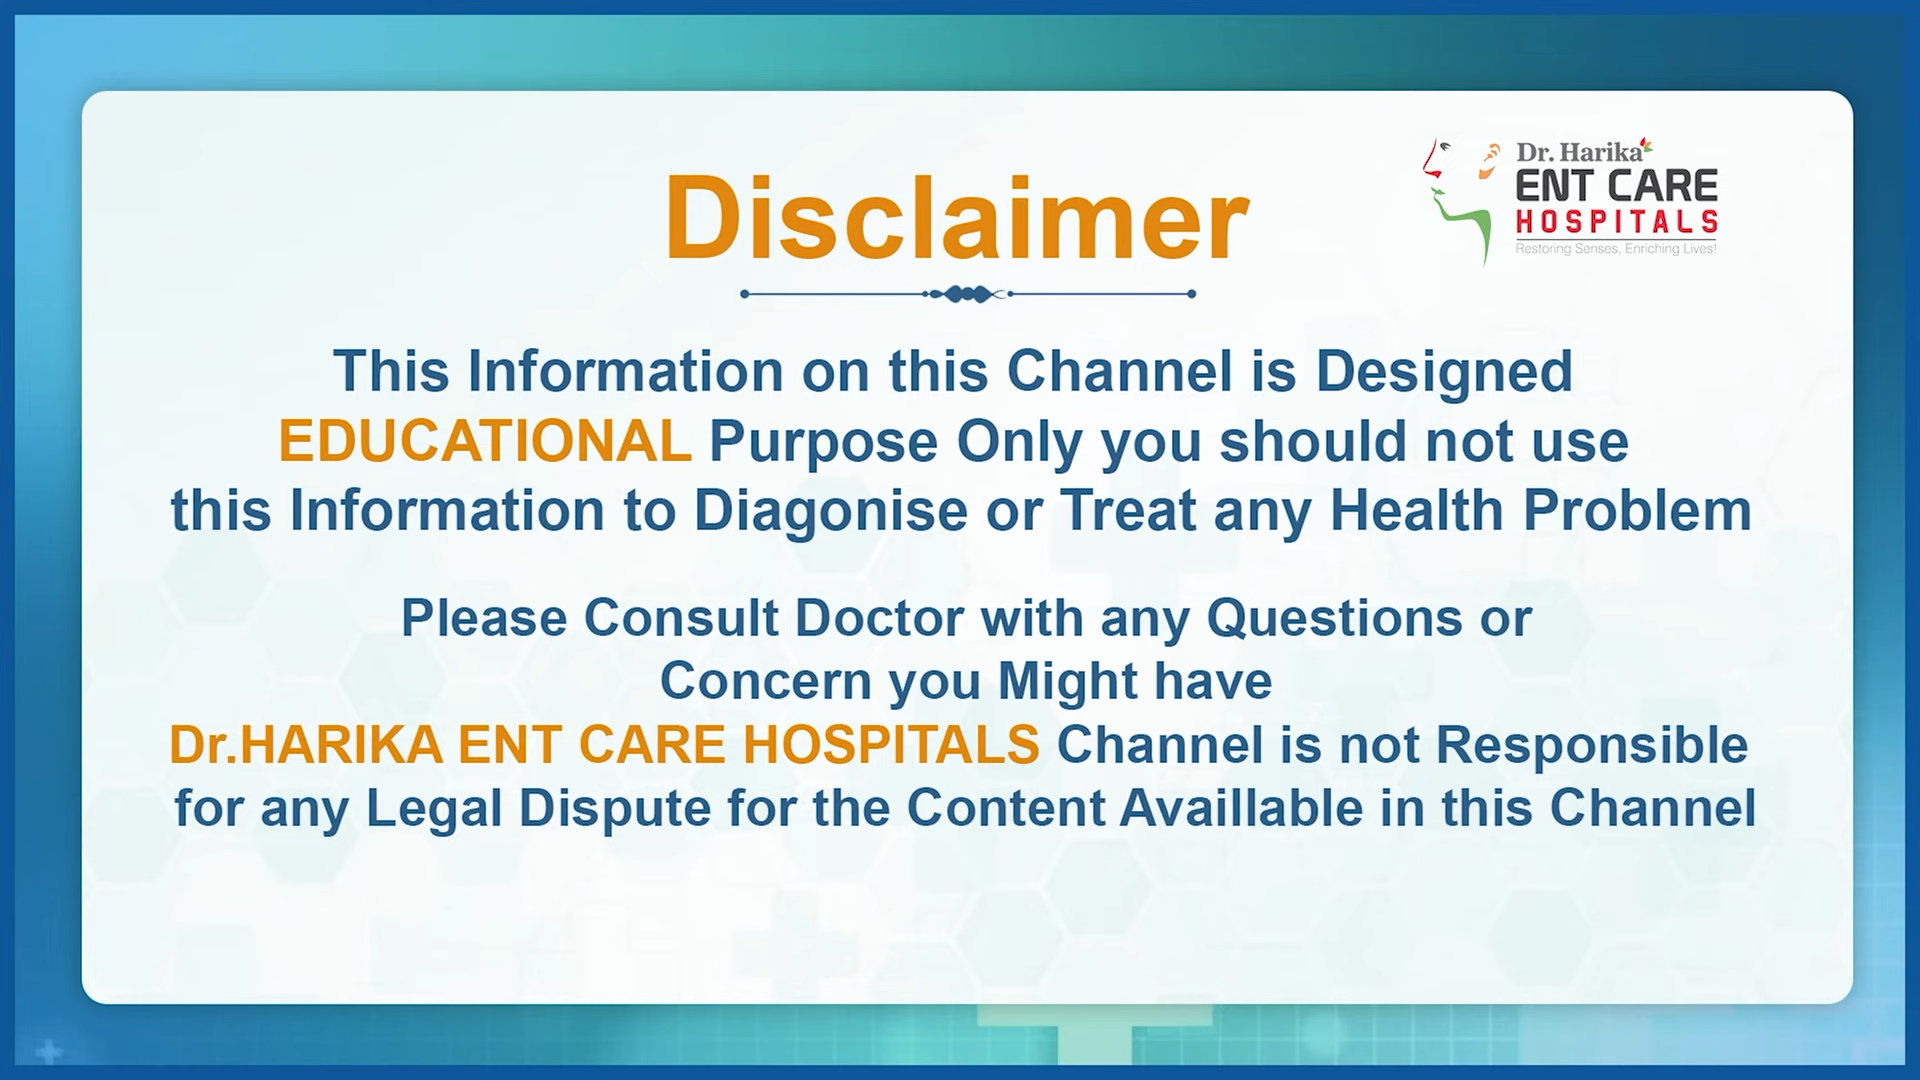 Disclaimer
Dr. Harika
ENT CARE
HOSPITALS
Restoring Senses, Enriching Lives!
This Information on this Channel is Designed
EDUCATIONAL Purpose Only you should not use
this Information to Diagonise or Treat any Health Problem
Please Consult Doctor with any Questions or
Concern you Might have
Dr.HARIKA ENT CARE HOSPITALS Channel is not Responsible
for any Legal Dispute for the Content Availlable in this Channel